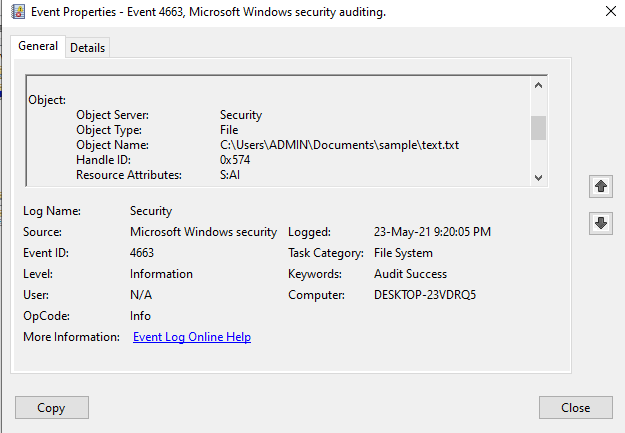 Event Properties - Event 4663, Microsoft Windows security auditing.
General Details
Object:
Object Server: Security
Object Type: File
Object Name: C:\Users\ADMIN\Documents\sample\text.txt
Handle ID: 0x574
Resource Attributes: S:AI
Log Name: Security
Source: Microsoft Windows security Logged: 23-May-21 9:20:05 PM
Event ID: 4663 Task Category: File System
Level: Information Keywords: Audit Success
User: N/A Computer: DESKTOP-23VDRQ5
OpCode: Info
More Information: Event Log Online Help
Copy Close